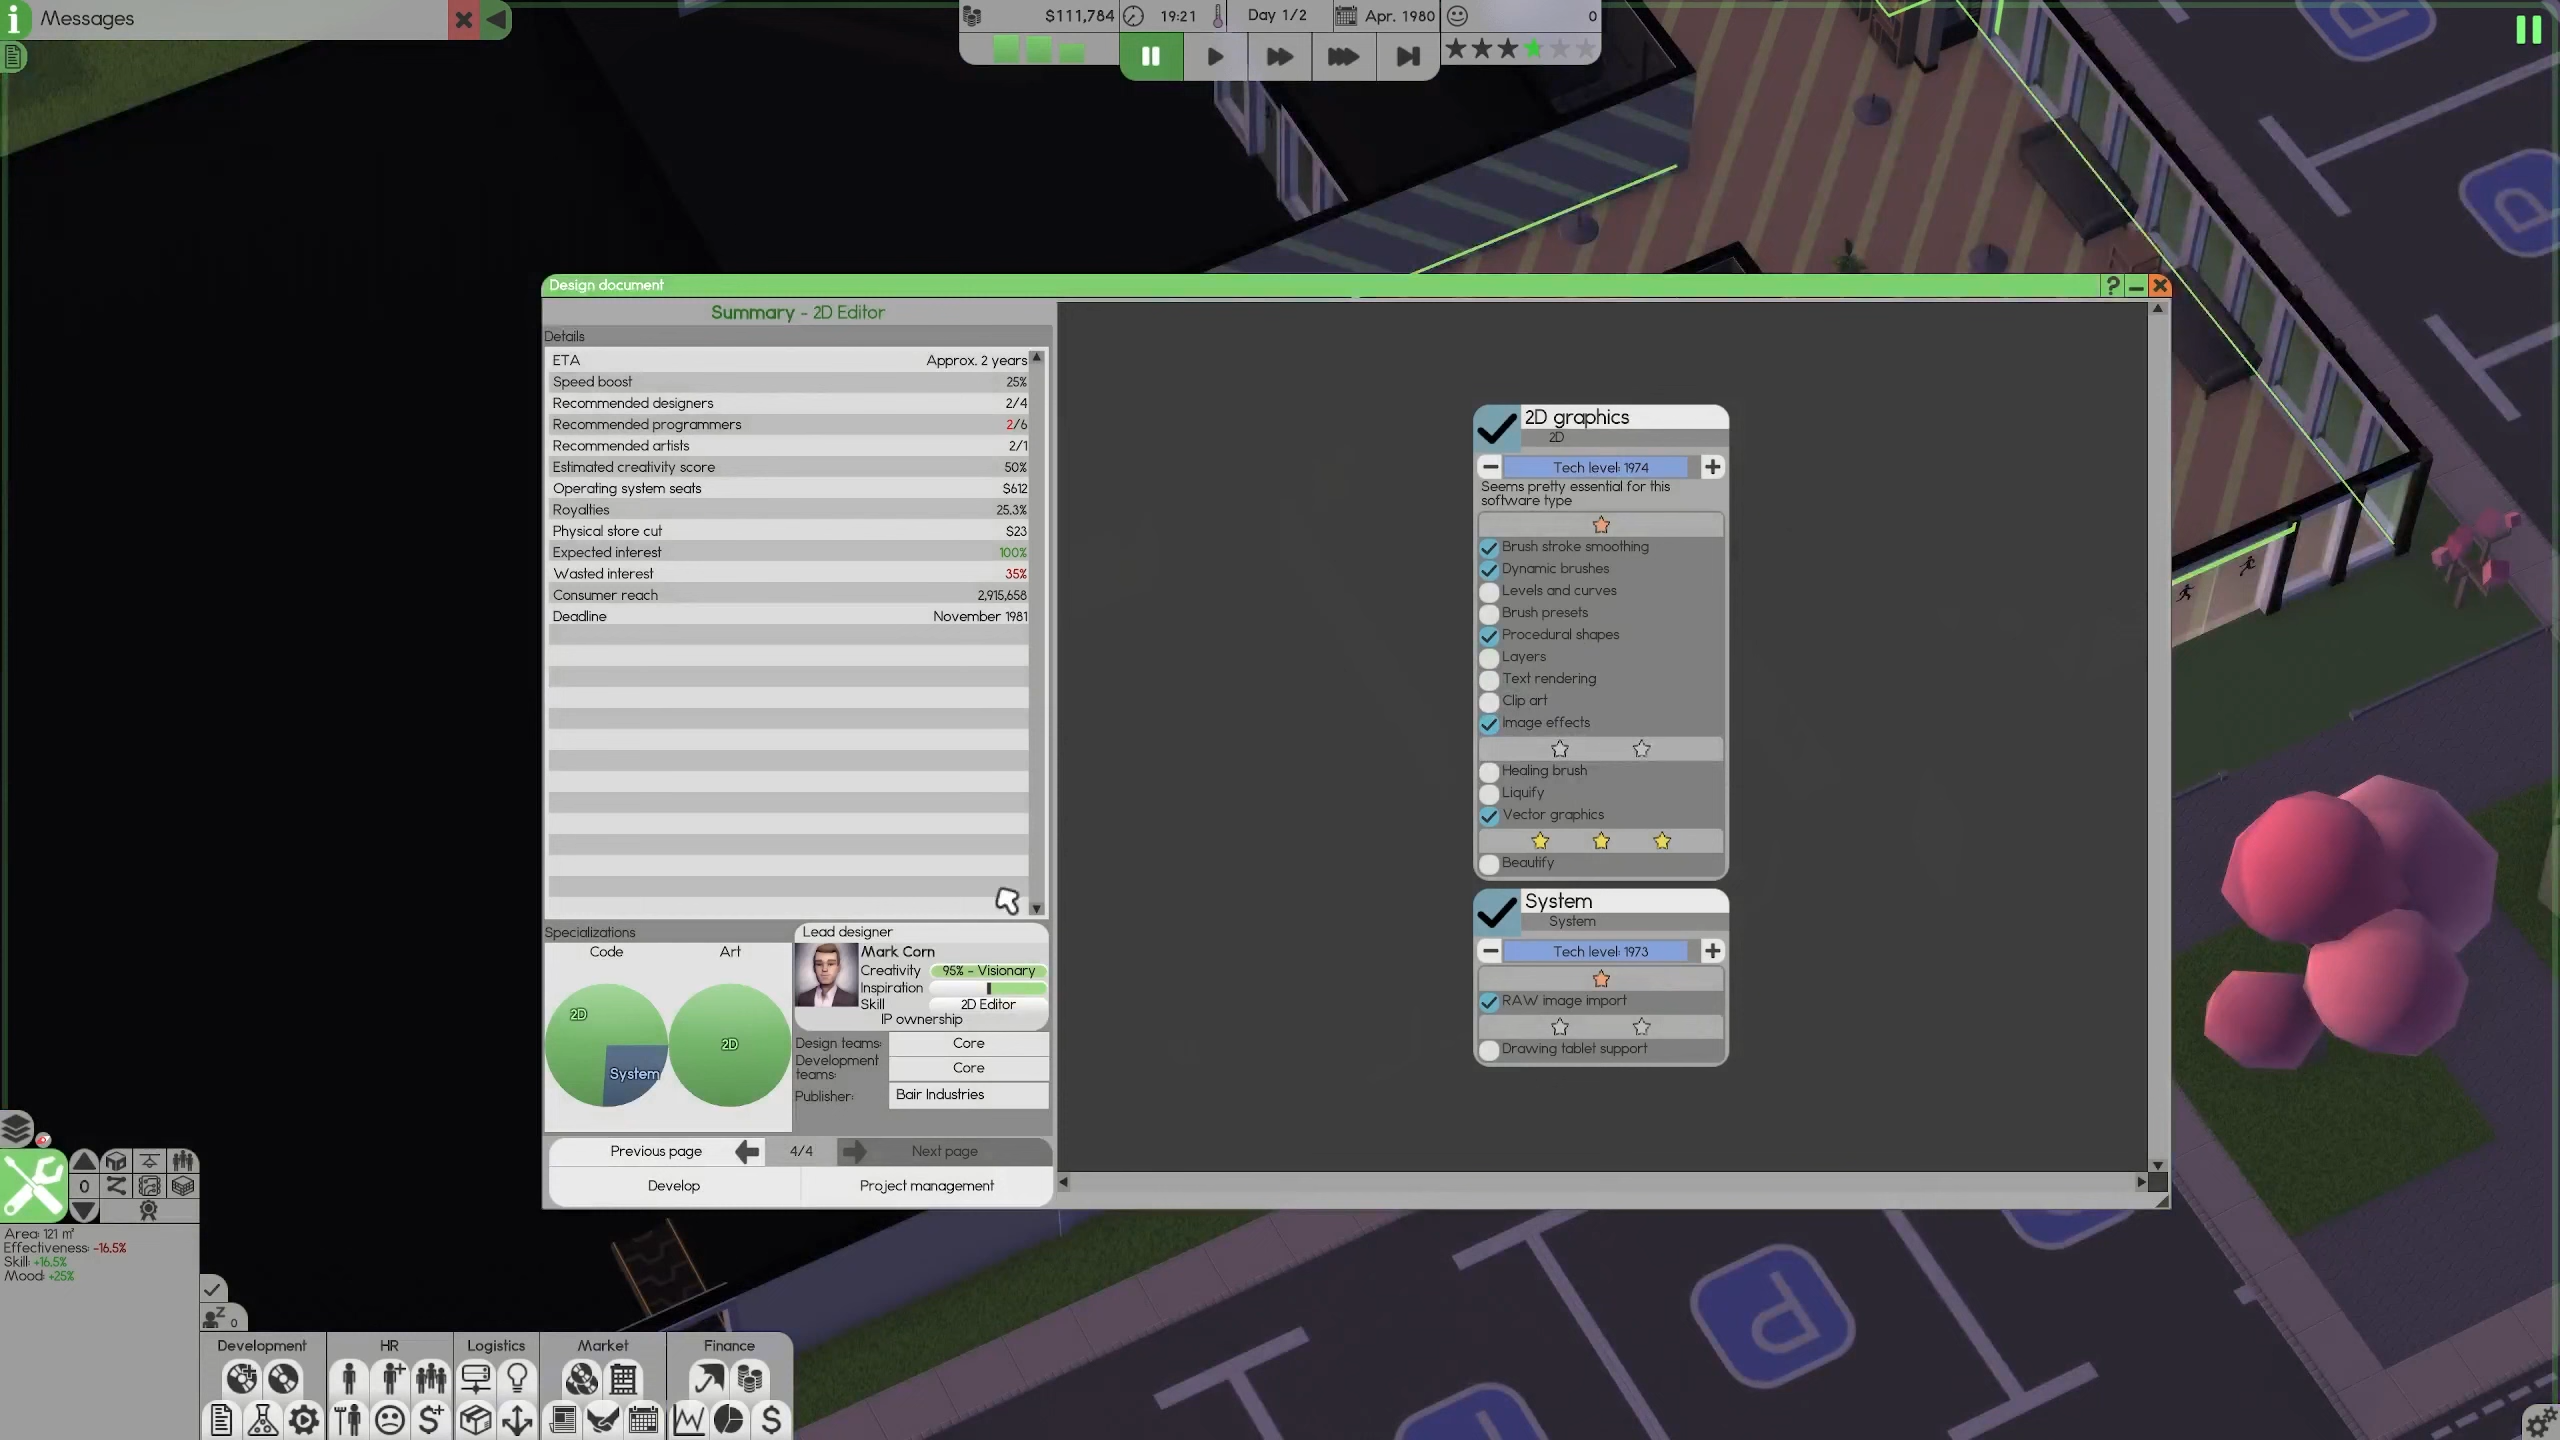 Messages
$111,784
19:21
Day 1/2
Apr. 1980
0
Design document
?
Summary - 2D Editor
Details
ETA Approx. 2 years
Speed boost 25%
Recommended designers 2/4
Recommended programmers 2/6
Recommended artists 2/1
Estimated creativity score 50%
Operating system seats $612
Royalties 25.3%
Physical store cut $23
Expected interest 100%
Wasted interest 35%
Consumer reach 2,915,658
Deadline November 1981
Specializations
Code Art
2D
System
2D
Lead designer
Mark Corn
Creativity 95% - Visionary
Inspiration
Skill 2D Editor
IP ownership
Design teams: Core
Development teams: Core
Publisher: Bair Industries
Previous page 4/4 Next page
Develop Project management
2D graphics
2D
Tech level: 1974
Seems pretty essential for this
software type
Brush stroke smoothing
Dynamic brushes
Levels and curves
Brush presets
Procedural shapes
Layers
Text rendering
Clip art
Image effects
Healing brush
Liquify
Vector graphics
Beautify
System
System
Tech level: 1973
RAW image import
Drawing tablet support
0
Area: 121 m²
Effectiveness: -16.5%
Skill: +16.5%
Mood: +25%
0
Development HR Logistics Market Finance
P
P
P